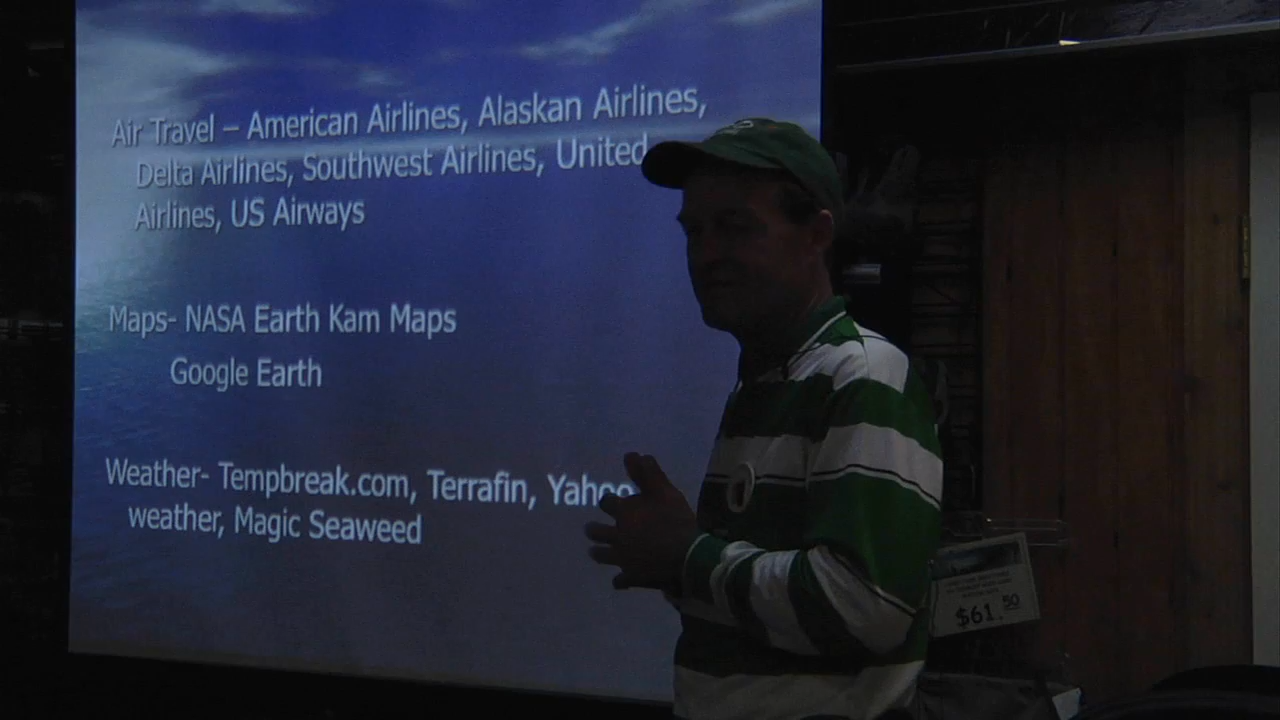 Air Travel – American Airlines, Alaskan Airlines,
Delta Airlines, Southwest Airlines, United
Airlines, US Airways
Maps- NASA Earth Kam Maps
Google Earth
Weather- Tempbreak.com, Terrafin, Yahoo
weather, Magic Seaweed
$61.50